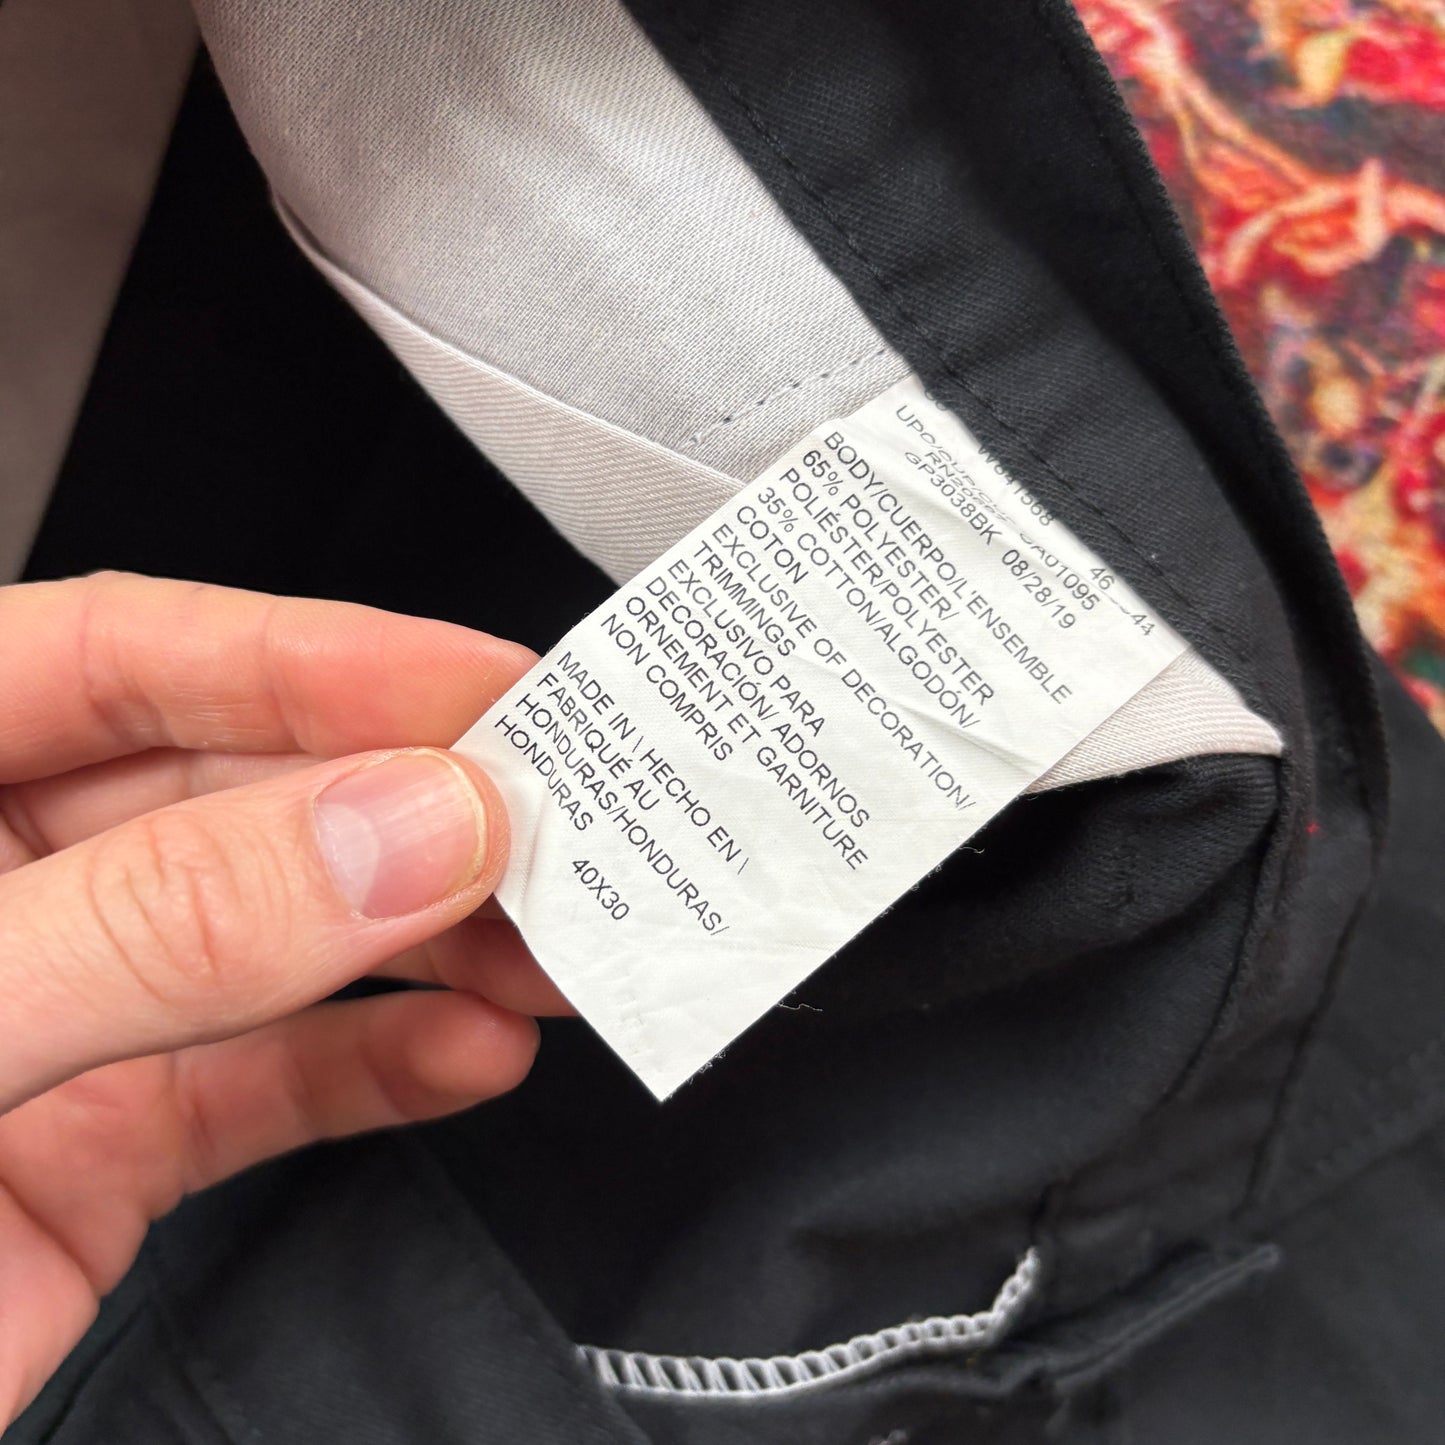 46
GP3038BK 08/28/19
BODY/CUERPO/L'ENSEMBLE
65% POLYESTER/
POLIÉSTER/POLYESTER
35% COTTON/ALGODÓN/
COTON
EXCLUSIVE OF DECORATION/
TRIMMINGS
EXCLUSIVO PARA
DECORACIÓN/ ADORNOS
ORNEMENT ET GARNITURE
NON COMPRIS
MADE IN \ HECHO EN \
FABRIQUÉ AU
HONDURAS/HONDURAS/
HONDURAS
40X30